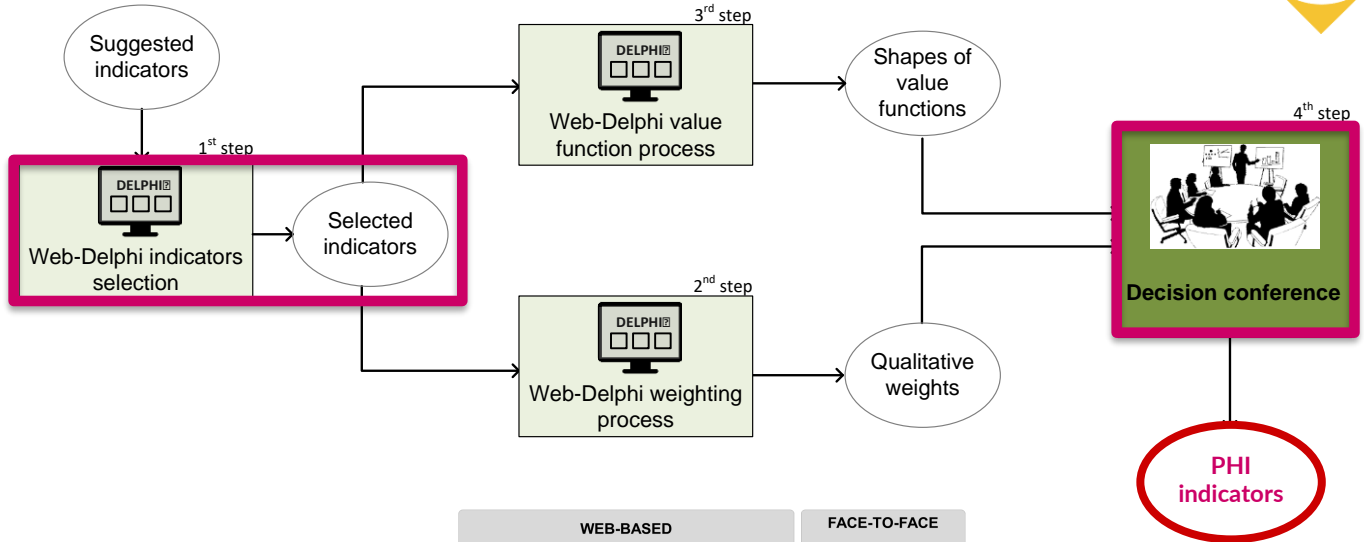 Suggested
indicators
1st step
DELPHI⍰
Web-Delphi indicators
selection
Selected
indicators
3rd step
DELPHI⍰
Web-Delphi value
function process
Shapes of
value
functions
2nd step
DELPHI⍰
Web-Delphi weighting
process
Qualitative
weights
4th step
Decision conference
PHI
indicators
WEB-BASED
FACE-TO-FACE